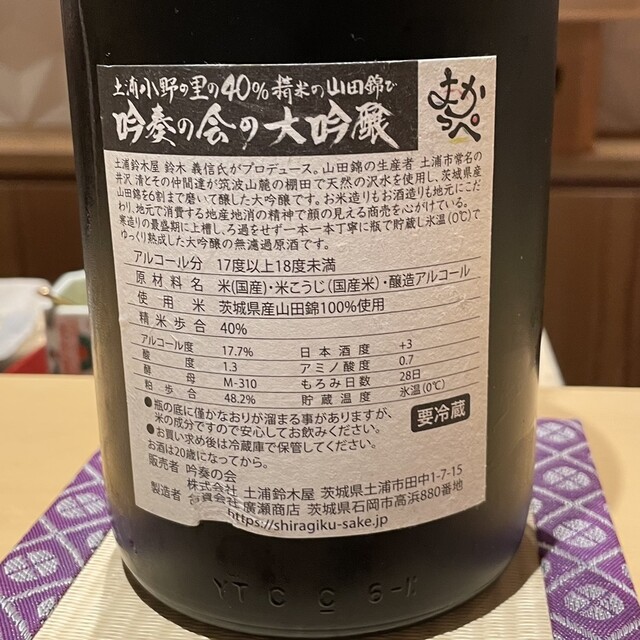 土浦小野の里の40%精米の山田錦で
吟奏の会の大吟醸
まっかぺ
土浦鈴木屋 鈴木 義信氏がプロデュース。山田錦の生産者 土浦市常名の
井沢 清とその仲間達が筑波山麓の棚田で天然の沢水を使用し、茨城県産
山田錦を6割まで磨いて醸した大吟醸です。お米造りもお酒造りも地元にこだ
わり、地元で消費する地産地消の精神で顔の見える商売を心がけている。
寒造りの最盛期に上槽し、ろ過をせず一本一本丁寧に瓶で貯蔵し氷温(0℃)で
ゆっくり熟成した大吟醸の無濾過原酒です。
アルコール分 17度以上18度未満
原材料名 米(国産)・米こうじ(国産米)・醸造アルコール
使用米 茨城県産山田錦100%使用
精米歩合 40%
アルコール度 17.7% 日本酒度 +3
酸度 1.3 アミノ酸度 0.7
酵母 M-310 もろみ日数 28日
粕歩合 48.2% 貯蔵温度 氷温(0℃)
●瓶の底に僅かなおりが溜まる事がありますが、
米の成分ですので安心してお飲みください。
●お買い求め後は冷蔵庫で保管してください。
要冷蔵
お酒は20歳になってから。
販売者 吟奏の会
株式会社 土浦鈴木屋 茨城県土浦市田中1-7-15
製造者 合資会社 廣瀬商店 茨城県石岡市高浜880番地
https://shiragiku-sake.jp
YT C C 6-